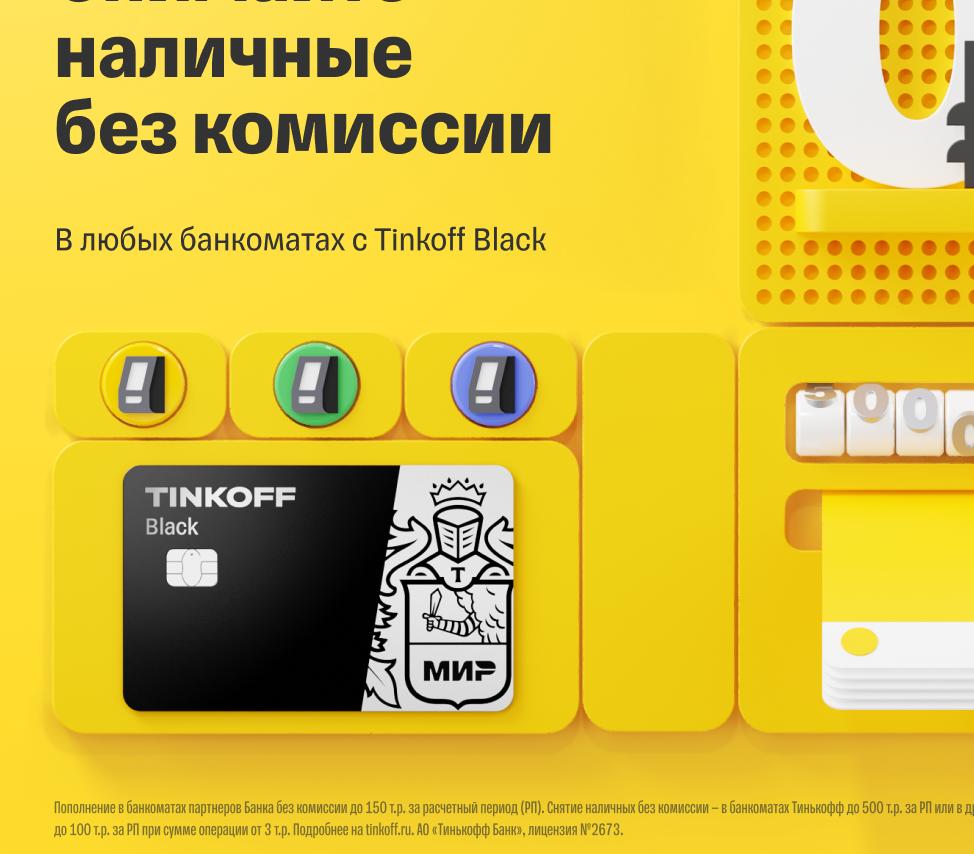 наличные
без комиссии
В любых банкоматах с Tinkoff Black
0
5000
TINKOFF
Black
Т
МИР
Пополнение в банкоматах партнеров Банка без комиссии до 150 т.р. за расчетный период (РП). Снятие наличных без комиссии – в банкоматах Тинькофф до 500 т.р. за РП или в
до 100 т.р. за РП при сумме операции от 3 т.р. Подробнее на tinkoff.ru. АО «Тинькофф Банк», лицензия №2673.